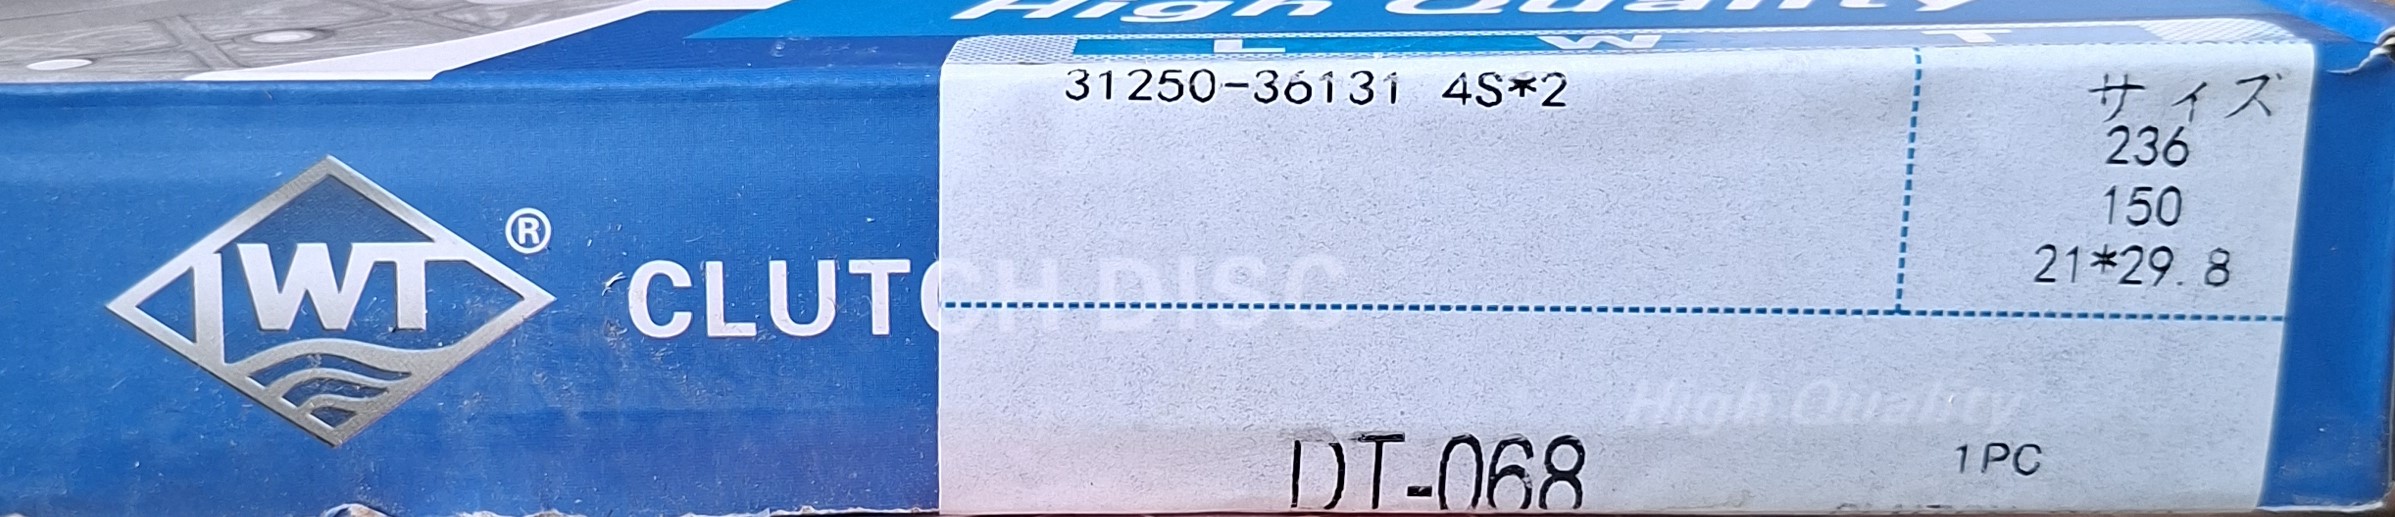 High Quality
L W T
31250-36131 4S*2
サイズ
236
150
21*29.8
LWT®
CLUTCH DISC
High Quality
DT-068
1PC